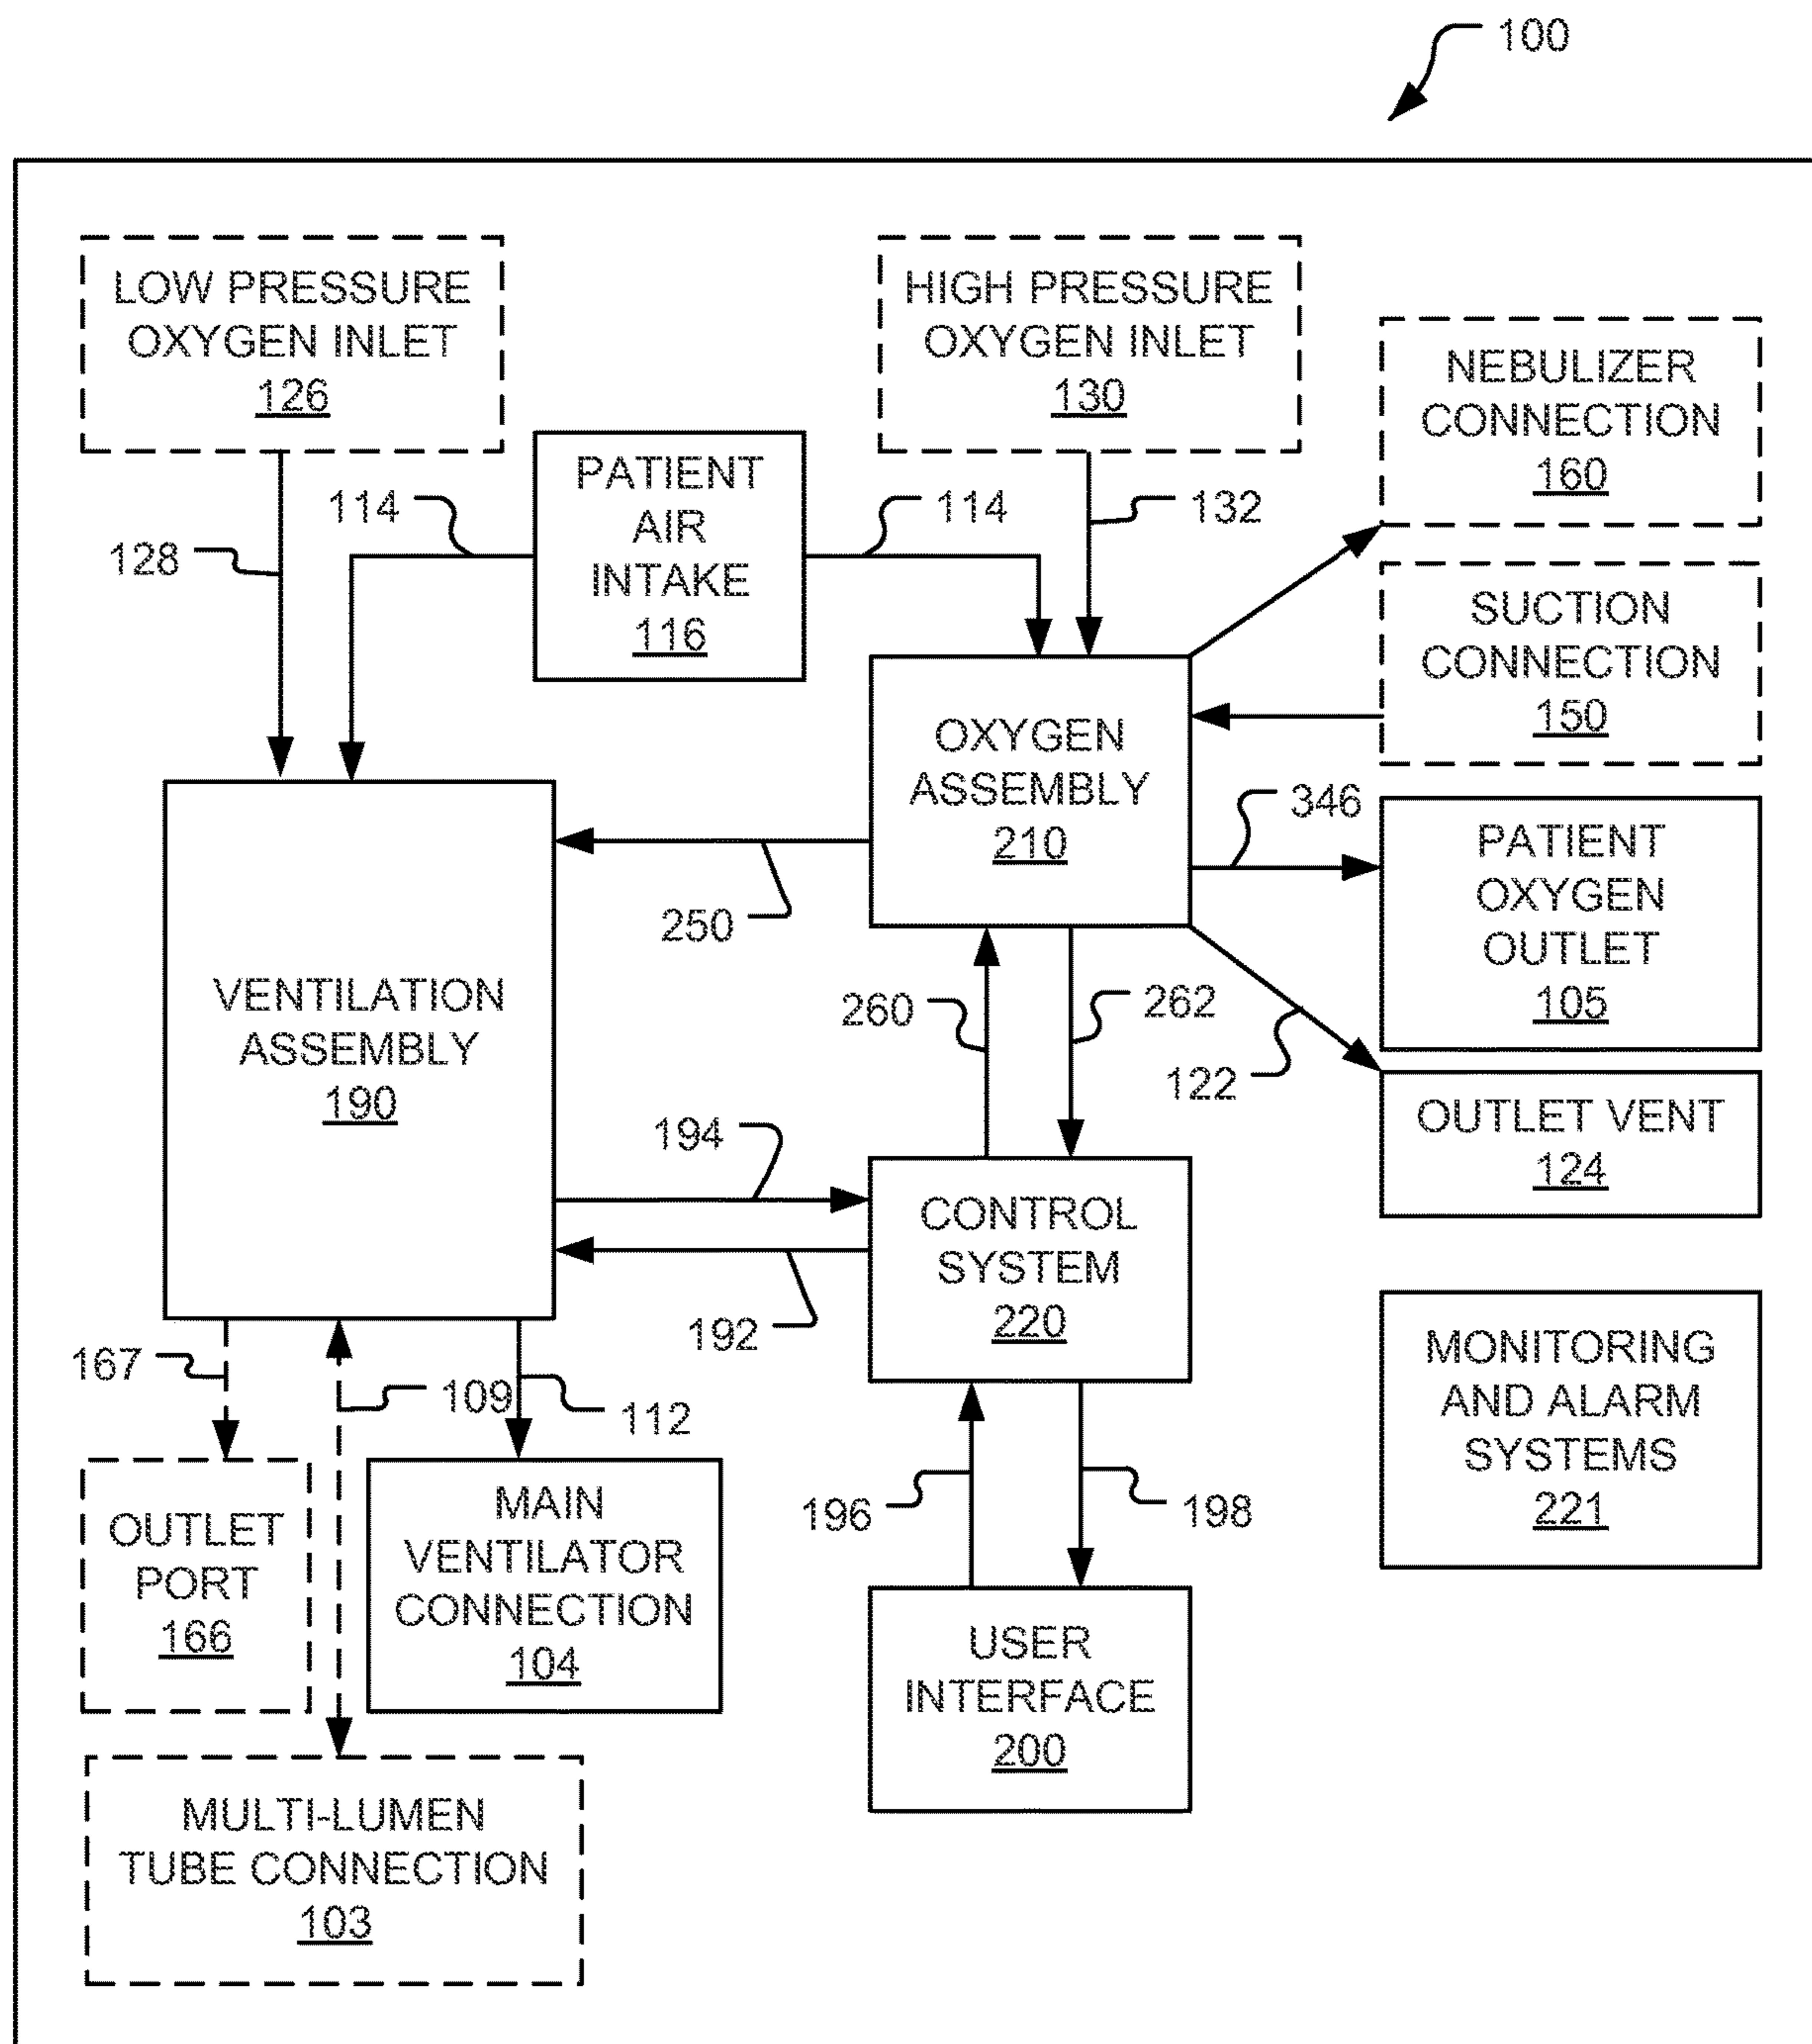 100
LOW PRESSURE
OXYGEN INLET
126
HIGH PRESSURE
OXYGEN INLET
130
NEBULIZER
CONNECTION
160
PATIENT
AIR
INTAKE
116
114
114
132
128
SUCTION
CONNECTION
150
OXYGEN
ASSEMBLY
210
346
PATIENT
OXYGEN
OUTLET
105
250
VENTILATION
ASSEMBLY
190
260
262
122
OUTLET VENT
124
194
CONTROL
SYSTEM
220
192
MONITORING
AND ALARM
SYSTEMS
221
167
109
112
OUTLET
PORT
166
MAIN
VENTILATOR
CONNECTION
104
196
198
USER
INTERFACE
200
MULTI-LUMEN
TUBE CONNECTION
103